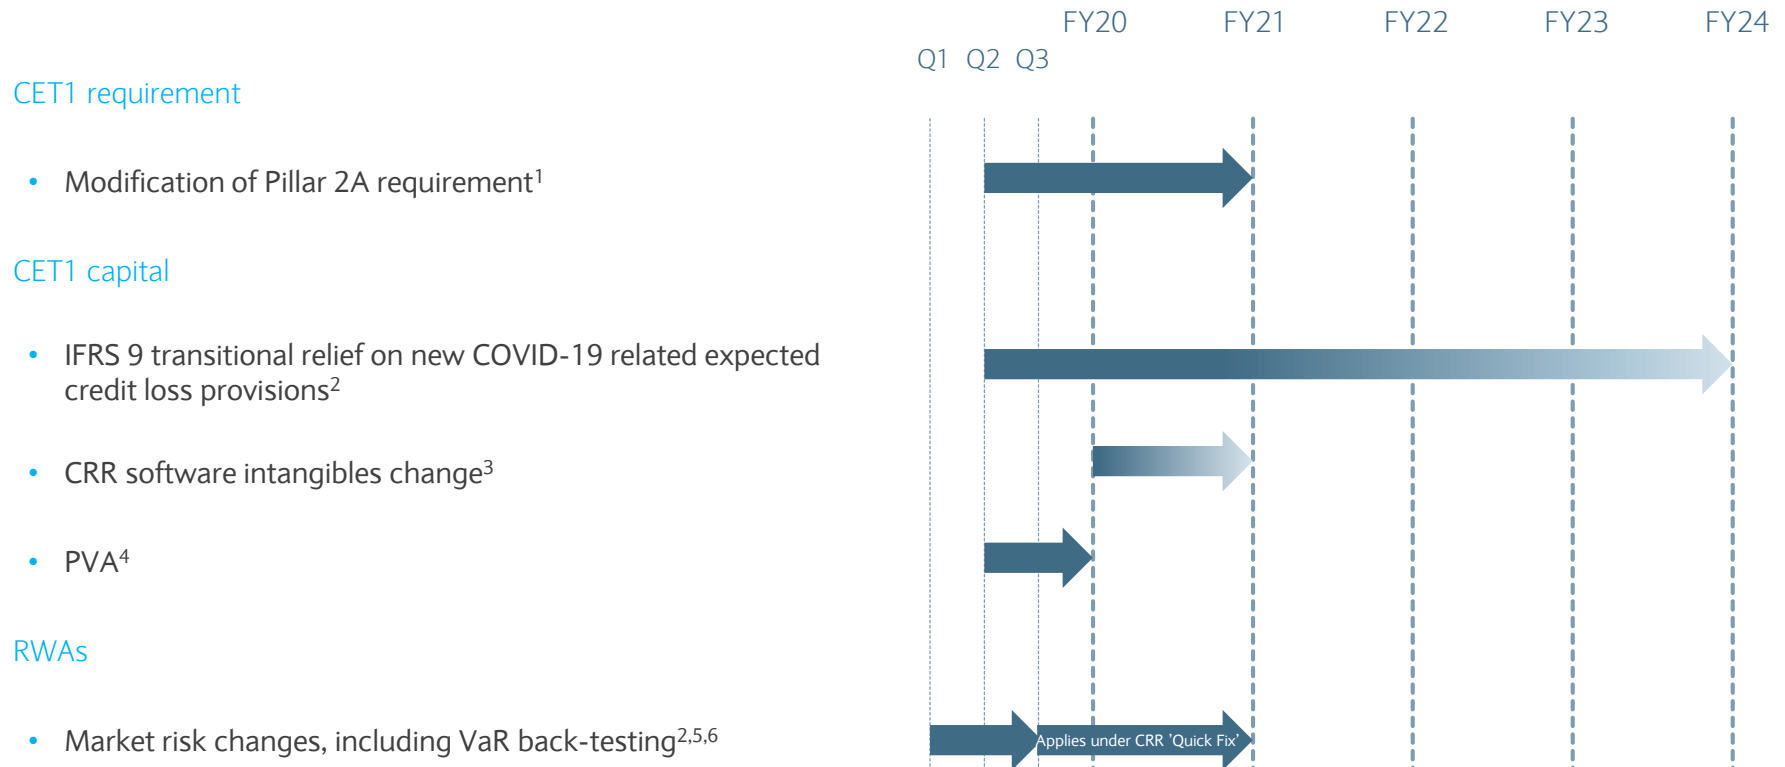 FY20 FY21 FY22 FY23 FY24
Q1 Q2 Q3
CET1 requirement
• Modification of Pillar 2A requirement¹
CET1 capital
• IFRS 9 transitional relief on new COVID-19 related expected
credit loss provisions²
• CRR software intangibles change³
• PVA⁴
RWAs
• Market risk changes, including VaR back-testing²,⁵,⁶
Applies under CRR 'Quick Fix'